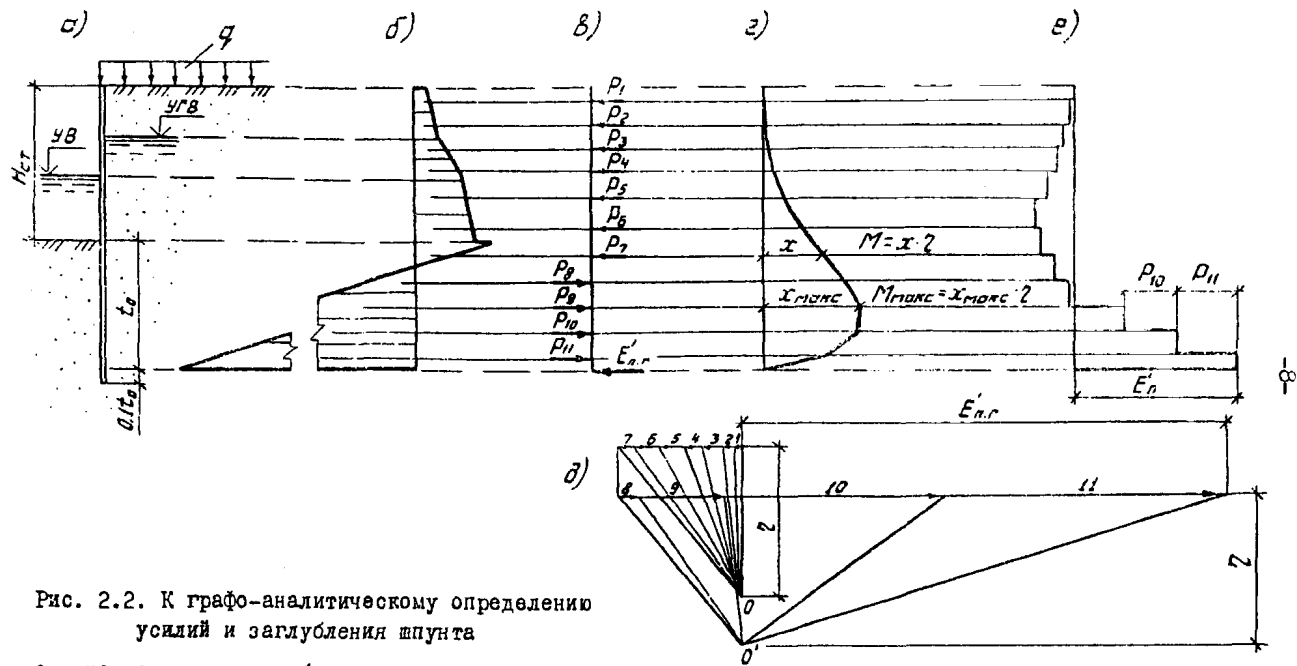 а) б) в) г) е)
q
УГВ
УВ
Hст
t₀
0.1t₀
P₁
P₂
P₃
P₄
P₅
P₆
P₇
P₈
P₉
P₁₀
P₁₁
E'п.г
x M=x·η
xмакс Mмакс=xмакс·η
P₁₀ P₁₁
E'п
-8-
E'п.г
д)
7 6 5 4 3 2 1
8 9 10 11
η
η
O
O'
Рис. 2.2. К графо-аналитическому определению
усилий и заглубления шпунта